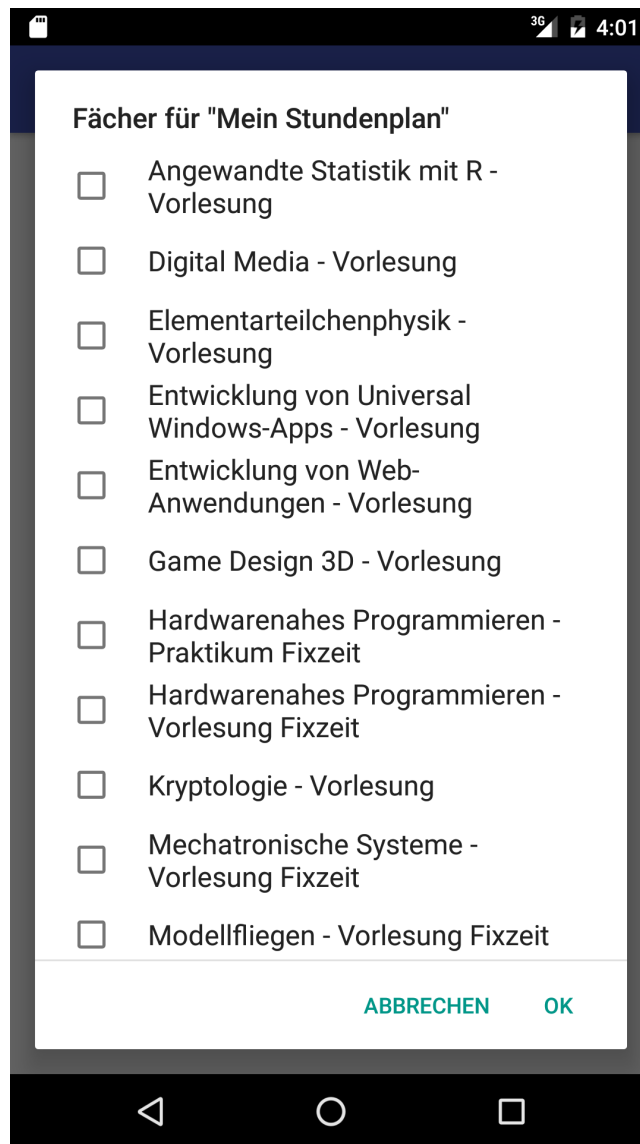 3G 4:01
Fächer für "Mein Stundenplan"
Angewandte Statistik mit R -
Vorlesung
Digital Media - Vorlesung
Elementarteilchenphysik -
Vorlesung
Entwicklung von Universal
Windows-Apps - Vorlesung
Entwicklung von Web-
Anwendungen - Vorlesung
Game Design 3D - Vorlesung
Hardwarenahes Programmieren -
Praktikum Fixzeit
Hardwarenahes Programmieren -
Vorlesung Fixzeit
Kryptologie - Vorlesung
Mechatronische Systeme -
Vorlesung Fixzeit
Modellfliegen - Vorlesung Fixzeit
ABBRECHEN OK